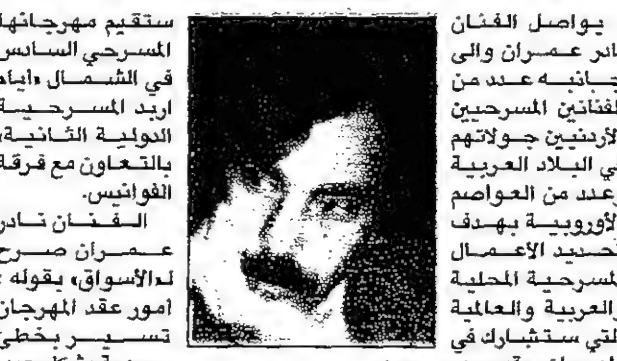 يواصل الفنان
نادر عمران والى
جانبه عدد من
الفنانين المسرحيين
الأردنيين جولاتهم
في البلاد العربية
وعدد من العواصم
الأوروبية بهدف
تحديد الأعمال
المسرحية المحلية
والعربية والعالمية
التي ستشارك في
ستقيم مهرجانها
المسرحي السادس
في الشمال «ايام
اربد المسرحية
الدولية الثانية»
بالتعاون مع فرقة
الفوانيس.
الفنان نادر
عمران صرح
لـ«الأسواق» بقوله :
امور عقد المهرجان
تسير بخطى